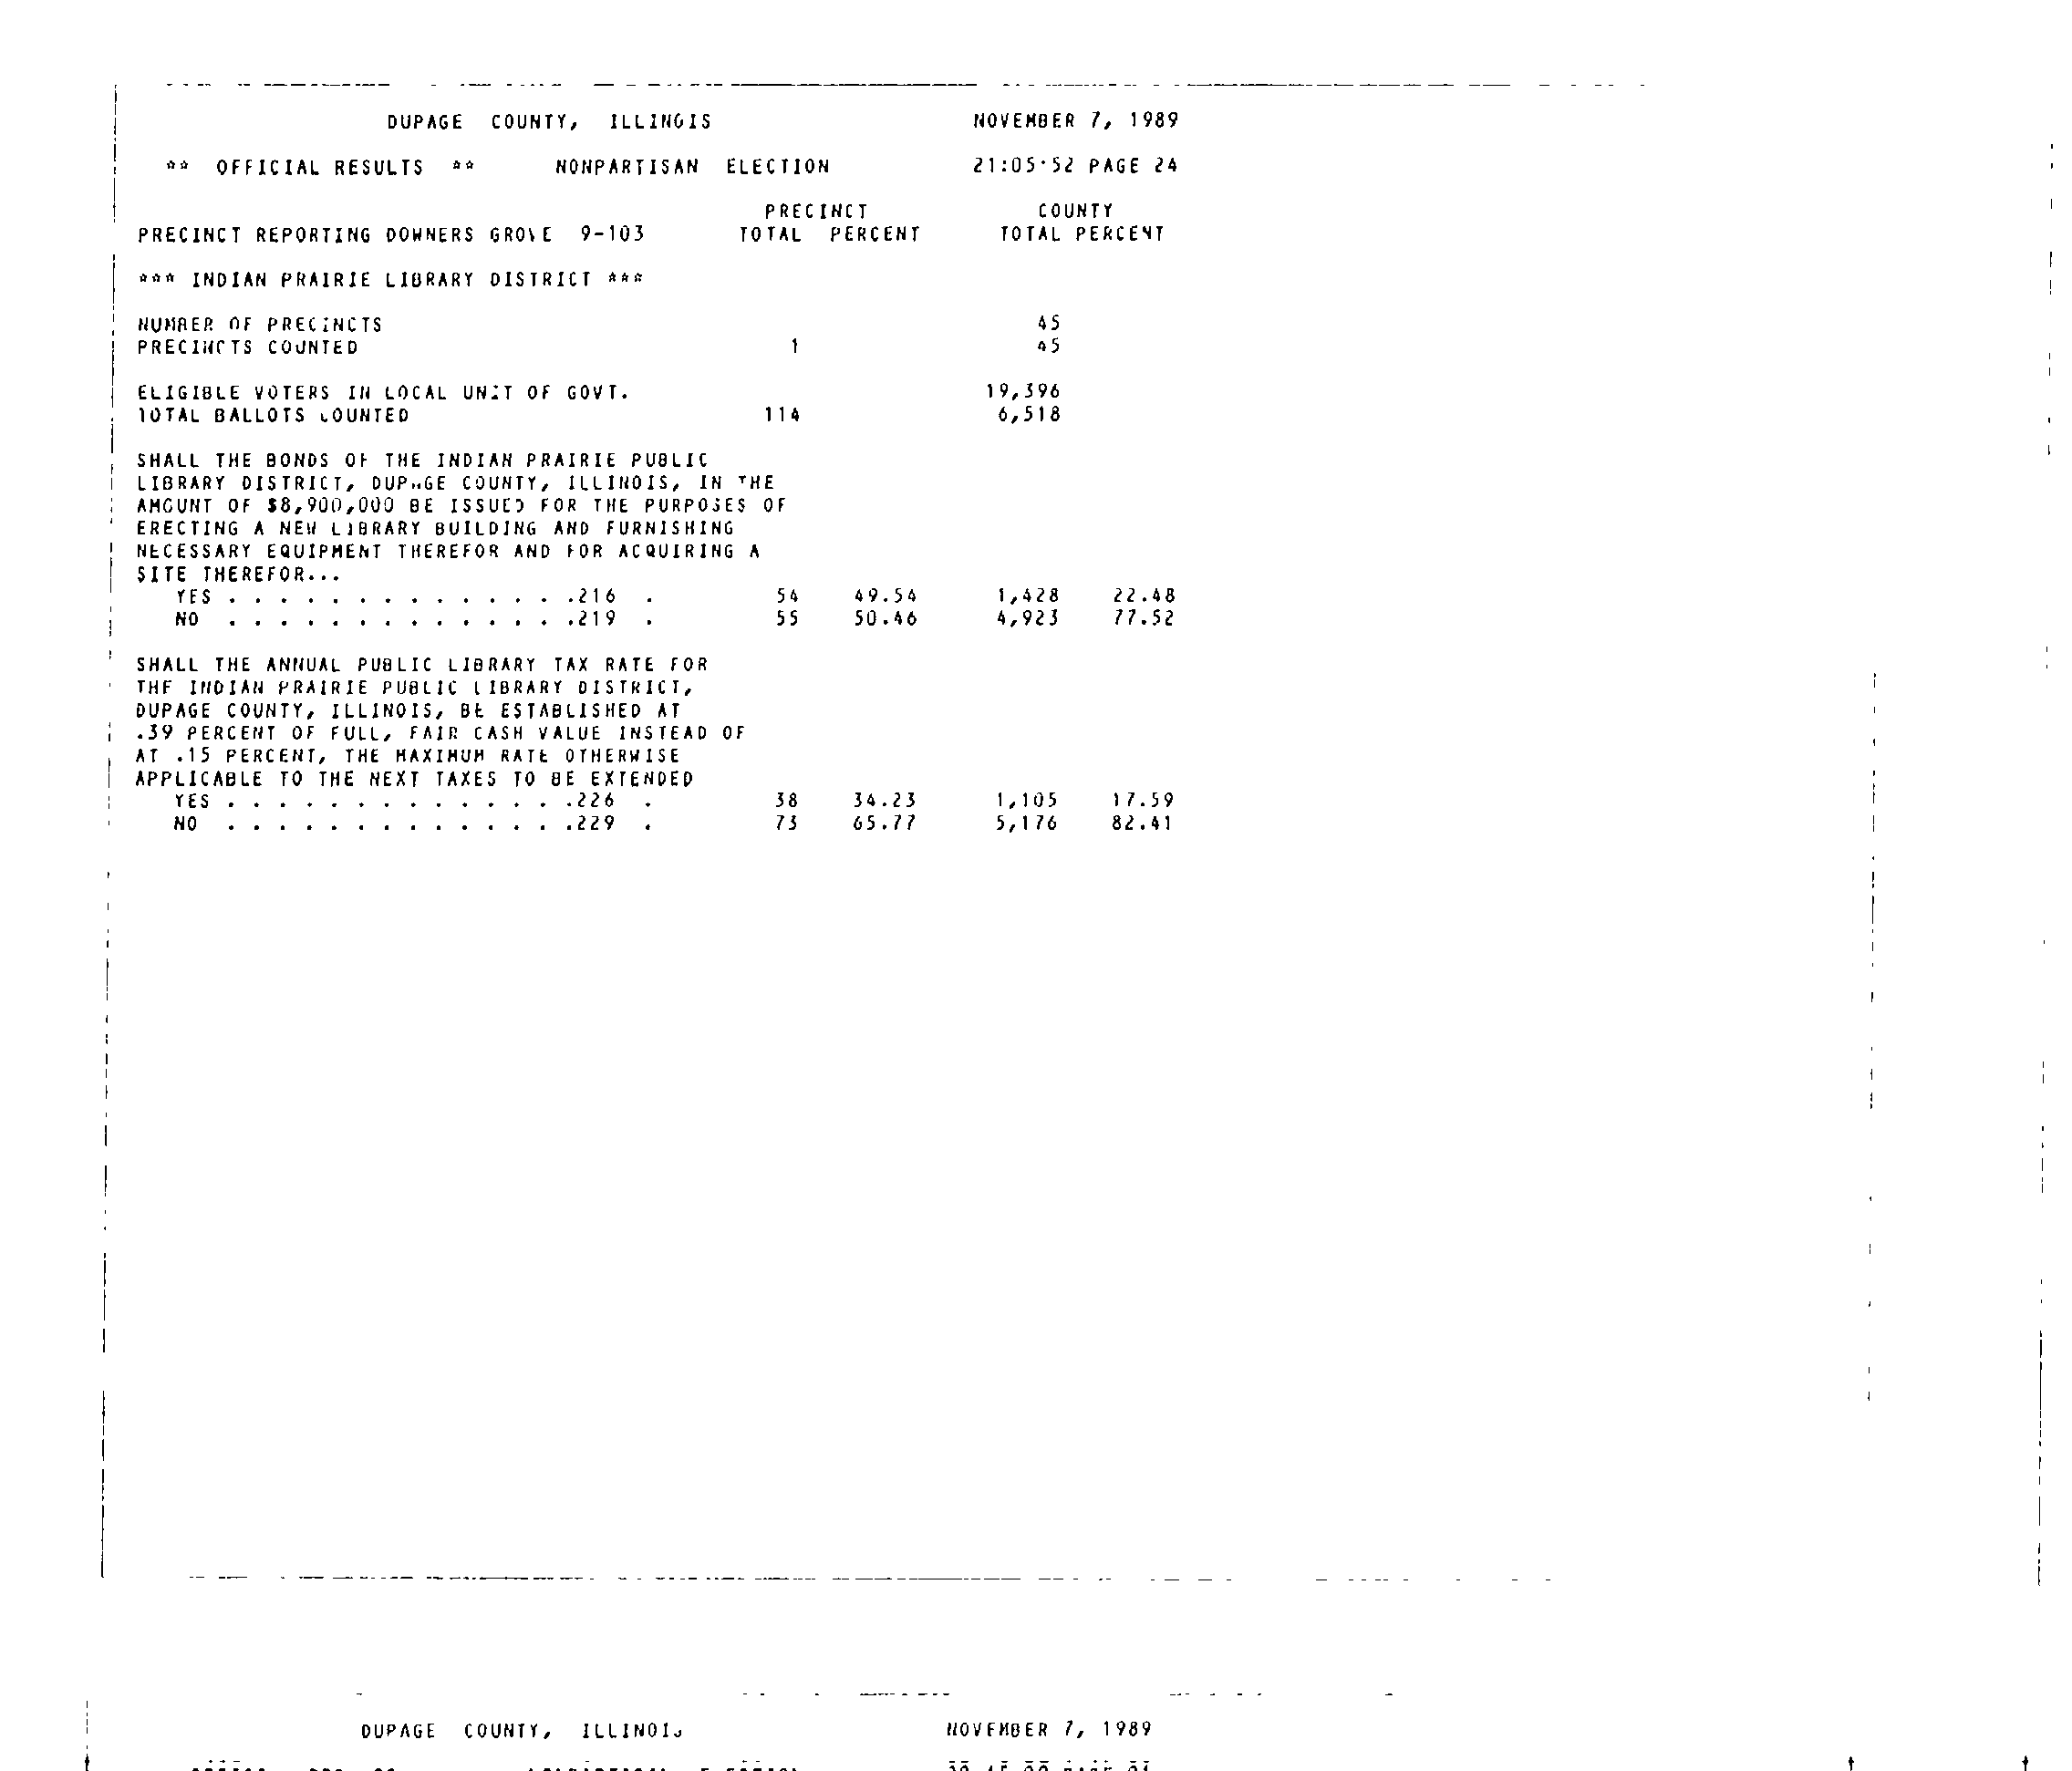 DUPAGE COUNTY, ILLINOIS NOVEMBER 7, 1989
** OFFICIAL RESULTS ** NONPARTISAN ELECTION 21:05:52 PAGE 24
PRECINCT COUNTY
PRECINCT REPORTING DOWNERS GROVE 9-103 TOTAL PERCENT TOTAL PERCENT
*** INDIAN PRAIRIE LIBRARY DISTRICT ***
NUMBER OF PRECINCTS 45
PRECINCTS COUNTED 1 45
ELIGIBLE VOTERS IN LOCAL UNIT OF GOVT. 19,396
TOTAL BALLOTS COUNTED 114 6,518
SHALL THE BONDS OF THE INDIAN PRAIRIE PUBLIC
LIBRARY DISTRICT, DUPAGE COUNTY, ILLINOIS, IN THE
AMOUNT OF $8,900,000 BE ISSUED FOR THE PURPOSES OF
ERECTING A NEW LIBRARY BUILDING AND FURNISHING
NECESSARY EQUIPMENT THEREFOR AND FOR ACQUIRING A
SITE THEREFOR...
YES . . . . . . . . . . . . . .216 . 54 49.54 1,428 22.48
NO . . . . . . . . . . . . . .219 . 55 50.46 4,923 77.52
SHALL THE ANNUAL PUBLIC LIBRARY TAX RATE FOR
THE INDIAN PRAIRIE PUBLIC LIBRARY DISTRICT,
DUPAGE COUNTY, ILLINOIS, BE ESTABLISHED AT
.39 PERCENT OF FULL, FAIR CASH VALUE INSTEAD OF
AT .15 PERCENT, THE MAXIMUM RATE OTHERWISE
APPLICABLE TO THE NEXT TAXES TO BE EXTENDED
YES . . . . . . . . . . . . . .226 . 38 34.23 1,105 17.59
NO . . . . . . . . . . . . . .229 . 73 65.77 5,176 82.41
DUPAGE COUNTY, ILLINOIS NOVEMBER 7, 1989